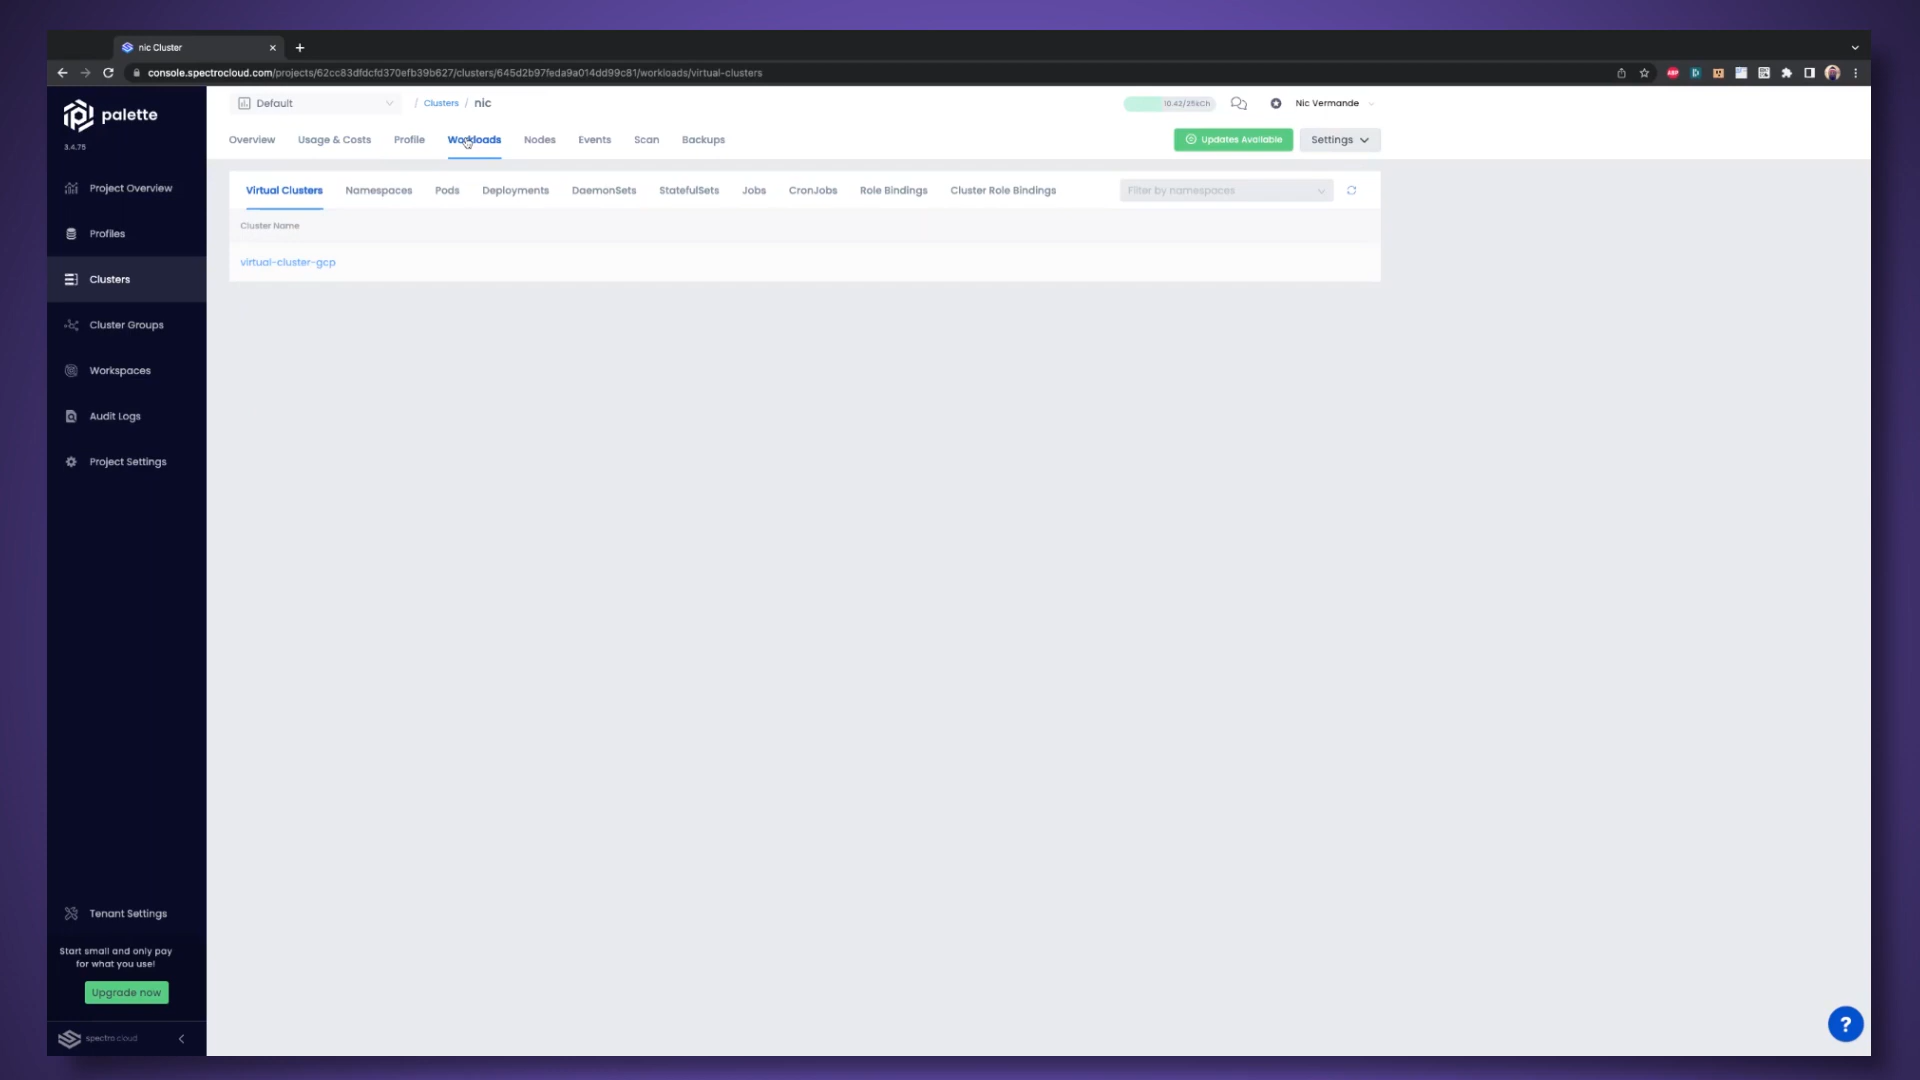 nic Cluster
console.spectrocloud.com/projects/62cc83dfdcfd370efb39b627/clusters/645d2b97feda9a014dd99c81/workloads/virtual-clusters
palette
3.4.75
Default
/ Clusters / nic
10.42/25kCh
Nic Vermande
Overview Usage & Costs Profile Workloads Nodes Events Scan Backups
Updates Available
Settings
Project Overview
Profiles
Clusters
Cluster Groups
Workspaces
Audit Logs
Project Settings
Virtual Clusters Namespaces Pods Deployments DaemonSets StatefulSets Jobs CronJobs Role Bindings Cluster Role Bindings
Filter by namespaces
Cluster Name
virtual-cluster-gcp
Tenant Settings
Start small and only pay
for what you use!
Upgrade now
spectro cloud
?